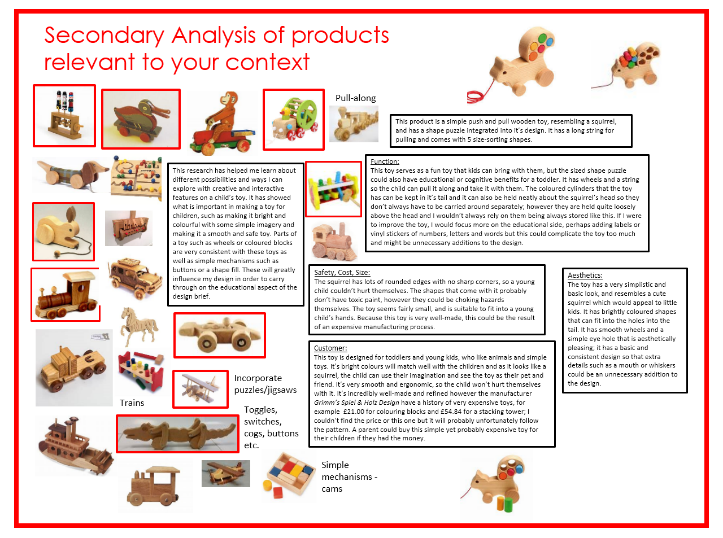 Secondary Analysis of products
relevant to your context
Pull-along
This product is a simple push and pull wooden toy, resembling a squirrel,
and has a shape puzzle integrated into it's design. It has a long string for
pulling and comes with 5 size-sorting shapes.
This research has helped me learn about
different possibilities and ways I can
explore with creative and interactive
features on a child's toy. It has showed
what is important in making a toy for
children, such as making it bright and
colourful with some simple imagery and
making it a smooth and safe toy. Parts of
a toy such as wheels or coloured blocks
are very consistent with these toys as
well as simple mechanisms such as
buttons or a shape fill. These will greatly
influence my design in order to carry
through on the educational aspect of the
design brief.
Function:
This toy serves as a fun toy that kids can bring with them, but the sized shape puzzle
could also have educational or cognitive benefits for a toddler. It has wheels and a string
so the child can pull it along and take it with them. The coloured cylinders that the toy
has can be kept in it's tail and it can also be held neatly about the squirrel's head so they
don't always have to be carried around separately; however they are held quite loosely
above the head and I wouldn't always rely on them being always stored like this. If I were
to improve the toy, I would focus more on the educational side, perhaps adding labels or
vinyl stickers of numbers, letters and words but this could complicate the toy too much
and might be unnecessary additions to the design.
Safety, Cost, Size:
The squirrel has lots of rounded edges with no sharp corners, so a young
child couldn't hurt themselves. The shapes that come with it probably
don't have toxic paint, however they could be choking hazards
themselves. The toy seems fairly small, and is suitable to fit into a young
child's hands. Because this toy is very well-made, this could be the result
of an expensive manufacturing process.
Aesthetics:
The toy has a very simplistic and
basic look, and resembles a cute
squirrel which would appeal to little
kids. It has brightly coloured shapes
that can fit into the holes into the
tail. It has smooth wheels and a
simple eye hole that is aesthetically
pleasing; it has a basic and
consistent design so that extra
details such as a mouth or whiskers
could be an unnecessary addition to
the design.
Customer:
This toy is designed for toddlers and young kids, who like animals and simple
toys. It's bright colours will match well with the children and as it looks like a
squirrel, the child can use their imagination and see the toy as their pet and
friend. It's very smooth and ergonomic, so the child won't hurt themselves
with it. It's incredibly well-made and refined however the manufacturer
Grimm's Spiel & Holz Design have a history of very expensive toys, for
example £21.00 for colouring blocks and £54.84 for a stacking tower; I
couldn't find the price or this one but it will probably unfortunately follow
the pattern. A parent could buy this simple yet probably expensive toy for
their children if they had the money.
Trains
Incorporate
puzzles/jigsaws
Toggles,
switches,
cogs, buttons
etc.
Simple
mechanisms -
cams